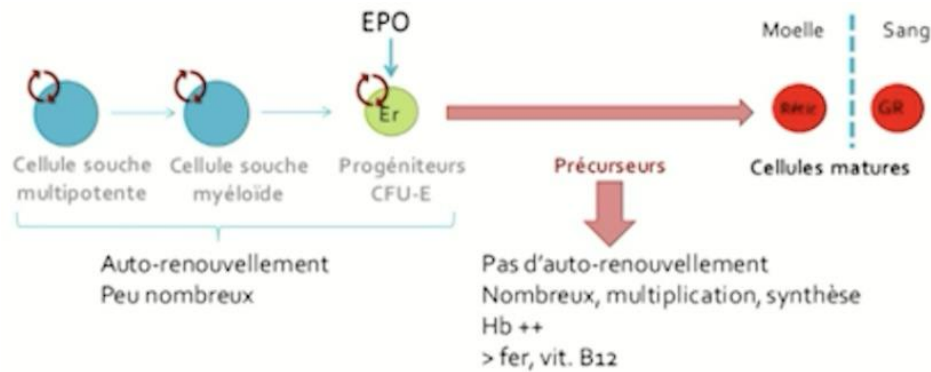 EPO
Moelle
Sang
Er
Rétic
GR
Cellule souche
multipotente
Cellule souche
myéloïde
Progéniteurs
CFU-E
Précurseurs
Cellules matures
Auto-renouvellement
Peu nombreux
Pas d'auto-renouvellement
Nombreux, multiplication, synthèse
Hb ++
> fer, vit. B12